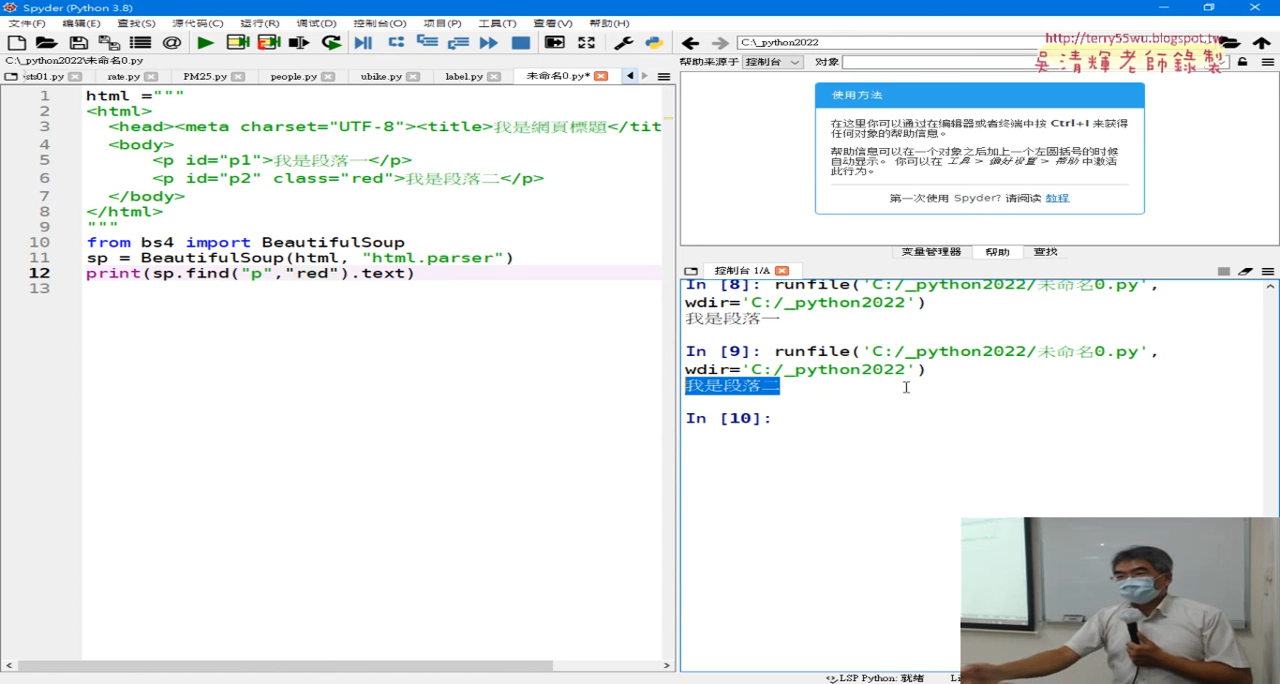 Spyder (Python 3.8)
文件(F) 编辑(E) 查找(S) 源代码(C) 运行(R) 调试(D) 控制台(O) 项目(P) 工具(T) 查看(V) 帮助(H)
C:\_python2022
http://terry55wu.blogspot.tw
吳清輝老師錄製
C:\_python2022\未命名0.py
rate.py PM25.py people.py ubike.py label.py 未命名0.py*
1 html ="""
2 <html>
3 <head><meta charset="UTF-8"><title>我是網頁標題</tit
4 <body>
5 <p id="p1">我是段落一</p>
6 <p id="p2" class="red">我是段落二</p>
7 </body>
8 </html>
9 """
10 from bs4 import BeautifulSoup
11 sp = BeautifulSoup(html, "html.parser")
12 print(sp.find("p","red").text)
13
帮助来源于 控制台 对象
使用方法
在这里你可以通过在编辑器或者终端中按 Ctrl+I 来获得
任何对象的帮助信息。
帮助信息可以在一个对象之后加上一个左圆括号的时候
自动显示。 你可以在 工具 > 偏好设置 > 帮助 中激活
此行为。
第一次使用 Spyder? 请阅读 教程
变量管理器 帮助 查找
控制台 1/A
In [8]: runfile('C:/_python2022/未命名0.py',
wdir='C:/_python2022')
我是段落一
In [9]: runfile('C:/_python2022/未命名0.py',
wdir='C:/_python2022')
我是段落二
In [10]:
LSP Python: 就绪